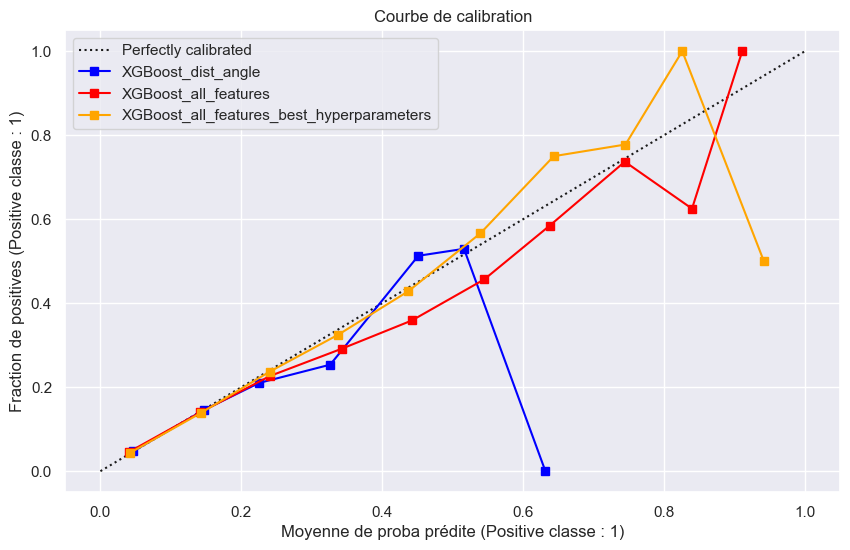 Courbe de calibration
Perfectly calibrated
XGBoost_dist_angle
XGBoost_all_features
XGBoost_all_features_best_hyperparameters
Fraction de positives (Positive classe : 1)
1.0
0.8
0.6
0.4
0.2
0.0
0.0 0.2 0.4 0.6 0.8 1.0
Moyenne de proba prédite (Positive classe : 1)